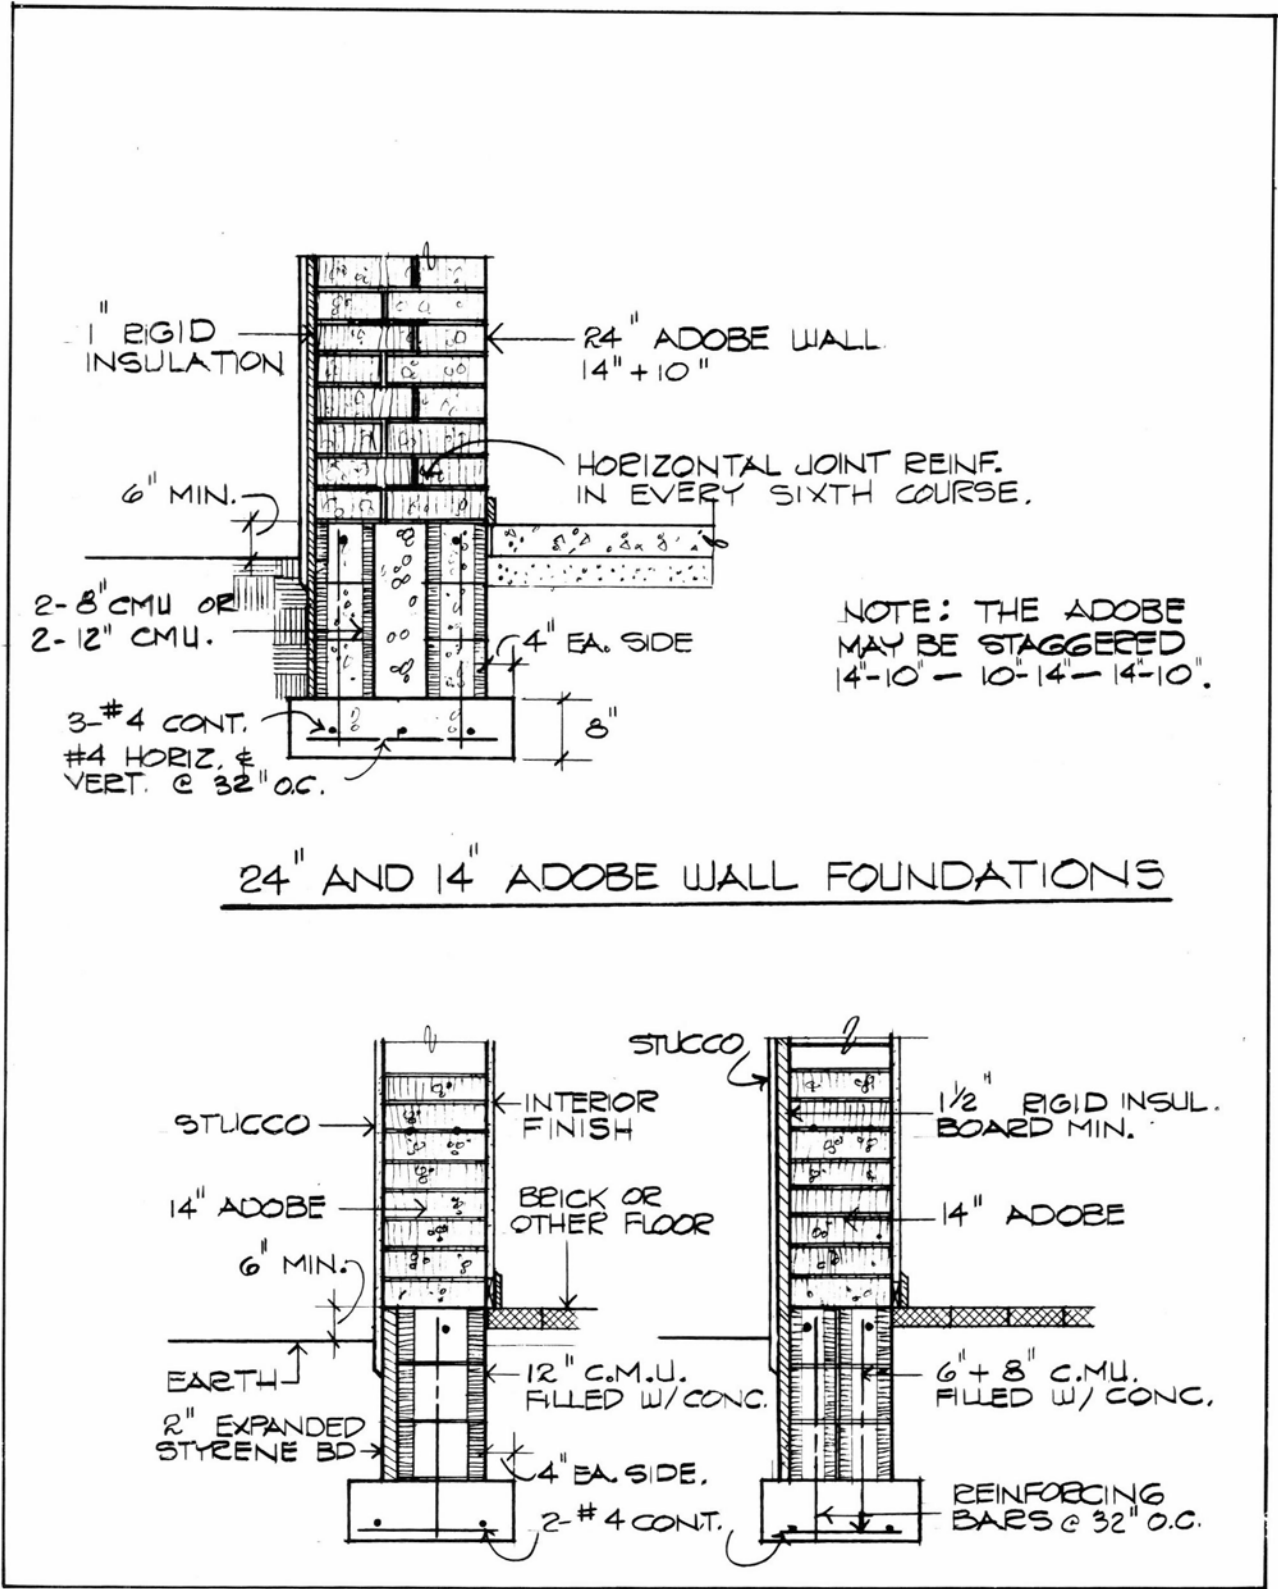 1" RIGID
INSULATION
24" ADOBE WALL
14" + 10"
HORIZONTAL JOINT REINF.
IN EVERY SIXTH COURSE.
6" MIN.
2-8" CMU OR
2-12" CMU.
4" EA. SIDE
NOTE: THE ADOBE
MAY BE STAGGERED
14"-10" — 10-14" — 14"-10".
3-#4 CONT.
#4 HORIZ. &
VERT. @ 32" O.C.
8"
24" AND 14" ADOBE WALL FOUNDATIONS
STUCCO
INTERIOR
FINISH
14" ADOBE
BRICK OR
OTHER FLOOR
6" MIN.
EARTH
12" C.M.U.
FILLED W/ CONC.
2" EXPANDED
STYRENE BD
4" EA. SIDE.
2-#4 CONT.
STUCCO
1 1/2" RIGID INSUL.
BOARD MIN.
14" ADOBE
6" + 8" C.M.U.
FILLED W/ CONC.
REINFORCING
BARS @ 32" O.C.